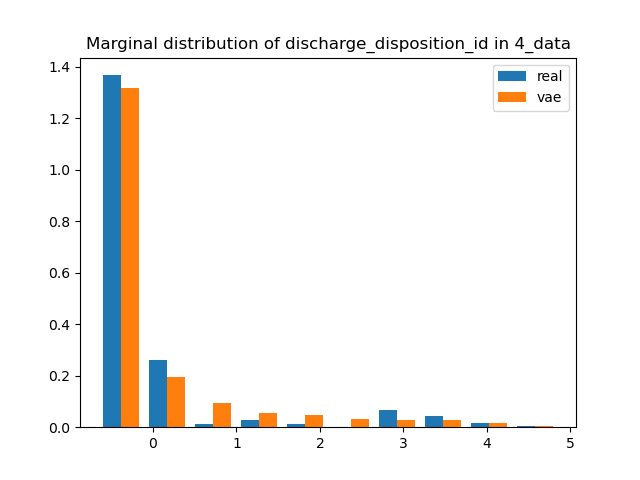 Marginal distribution of discharge_disposition_id in 4_data
real
vae
1.4
1.2
1.0
0.8
0.6
0.4
0.2
0.0
0 1 2 3 4 5